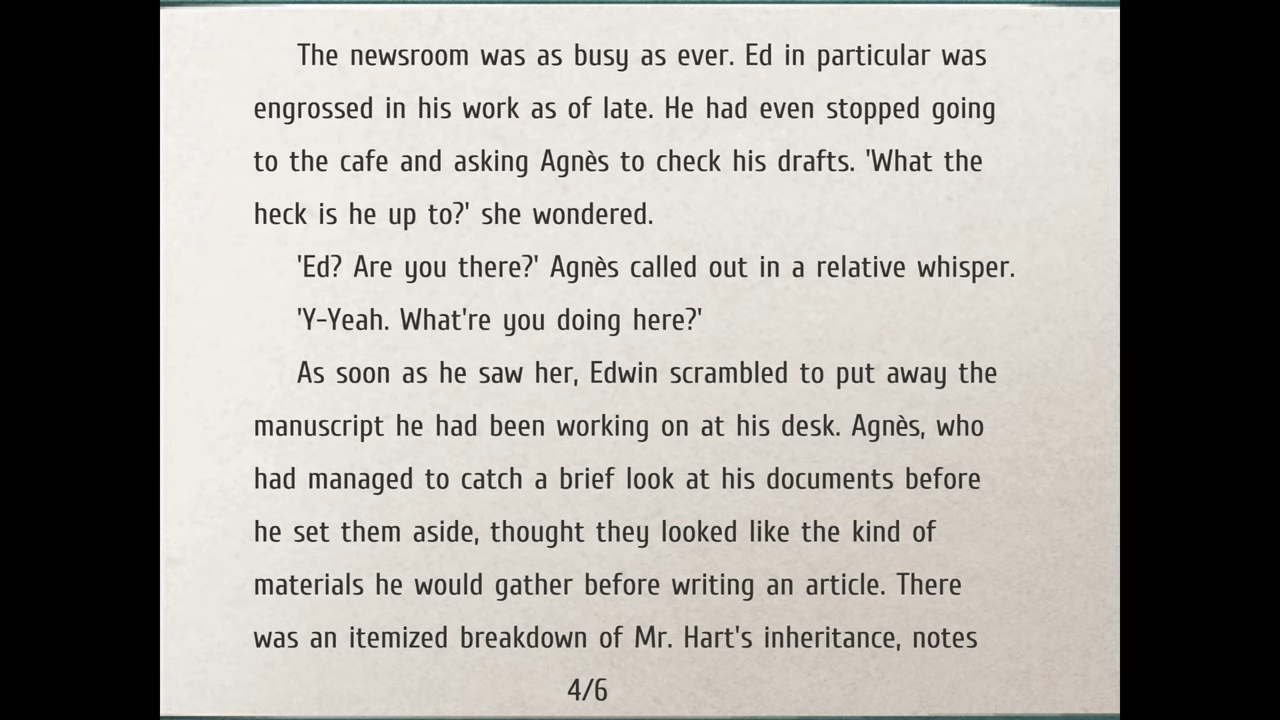 The newsroom was as busy as ever. Ed in particular was
engrossed in his work as of late. He had even stopped going
to the cafe and asking Agnès to check his drafts. 'What the
heck is he up to?' she wondered.
'Ed? Are you there?' Agnès called out in a relative whisper.
'Y-Yeah. What're you doing here?'
As soon as he saw her, Edwin scrambled to put away the
manuscript he had been working on at his desk. Agnès, who
had managed to catch a brief look at his documents before
he set them aside, thought they looked like the kind of
materials he would gather before writing an article. There
was an itemized breakdown of Mr. Hart's inheritance, notes
4/6